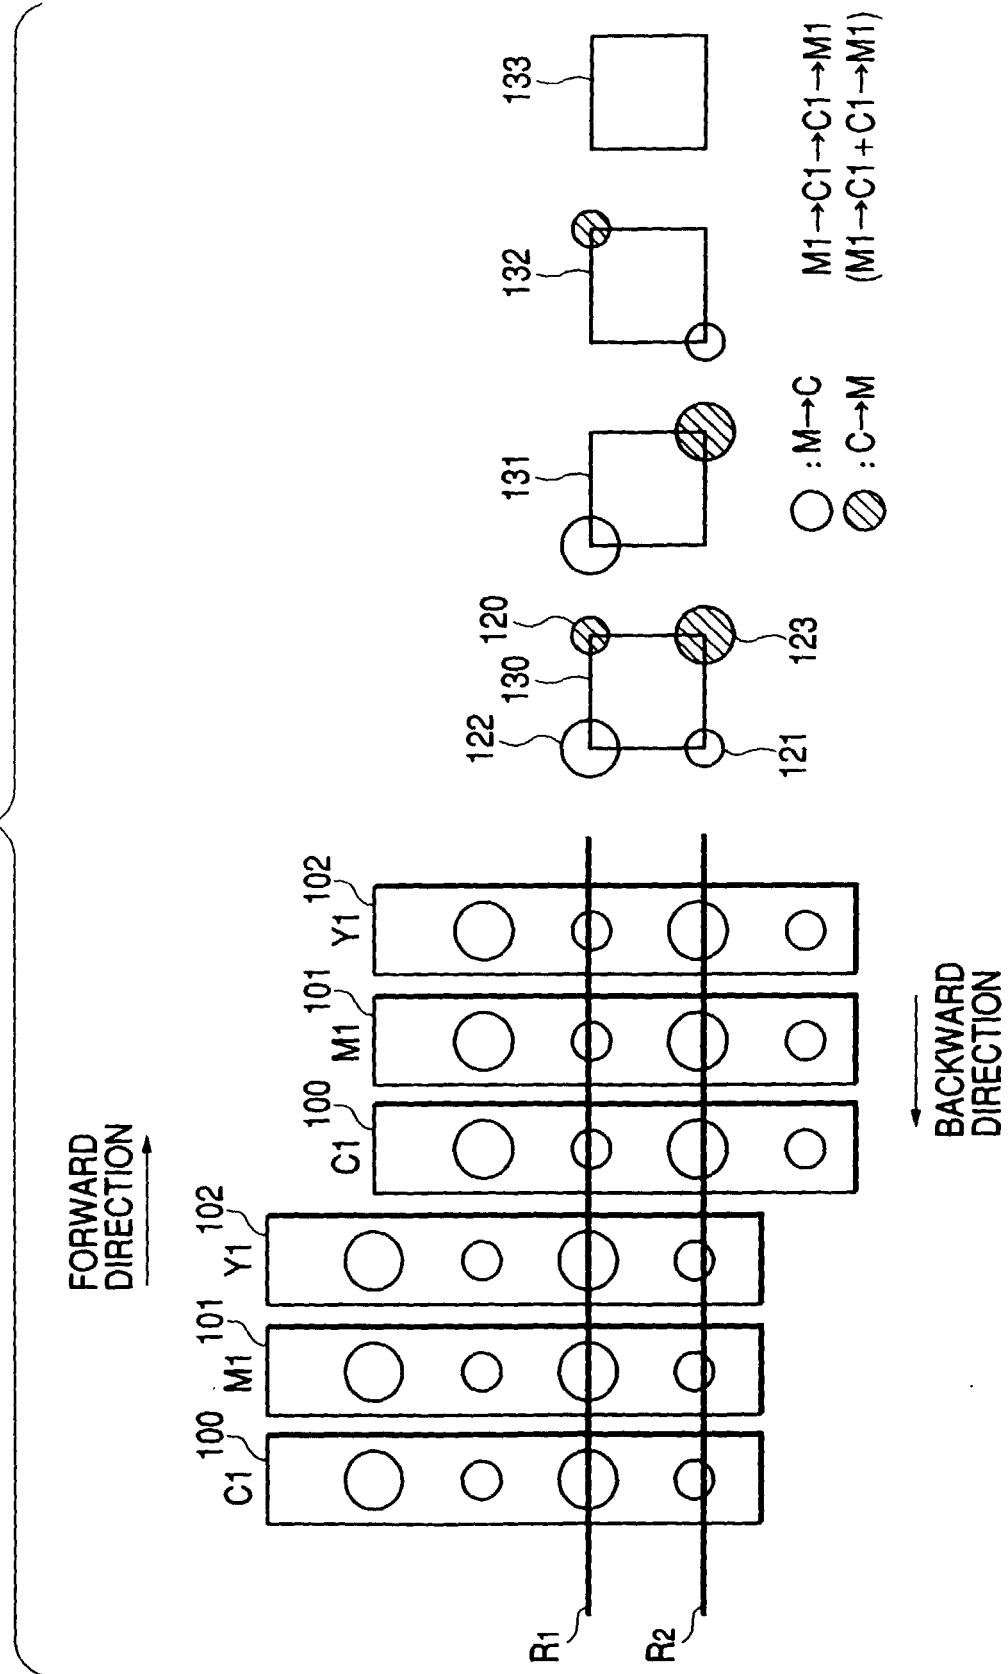 FORWARD
DIRECTION
C1
100
M1
101
Y1
102
C1
100
M1
101
Y1
102
BACKWARD
DIRECTION
R1
R2
122
130
120
121
123
131
132
133
:M→C
:C→M
M1→C1→C1→M1
(M1→C1+C1→M1)